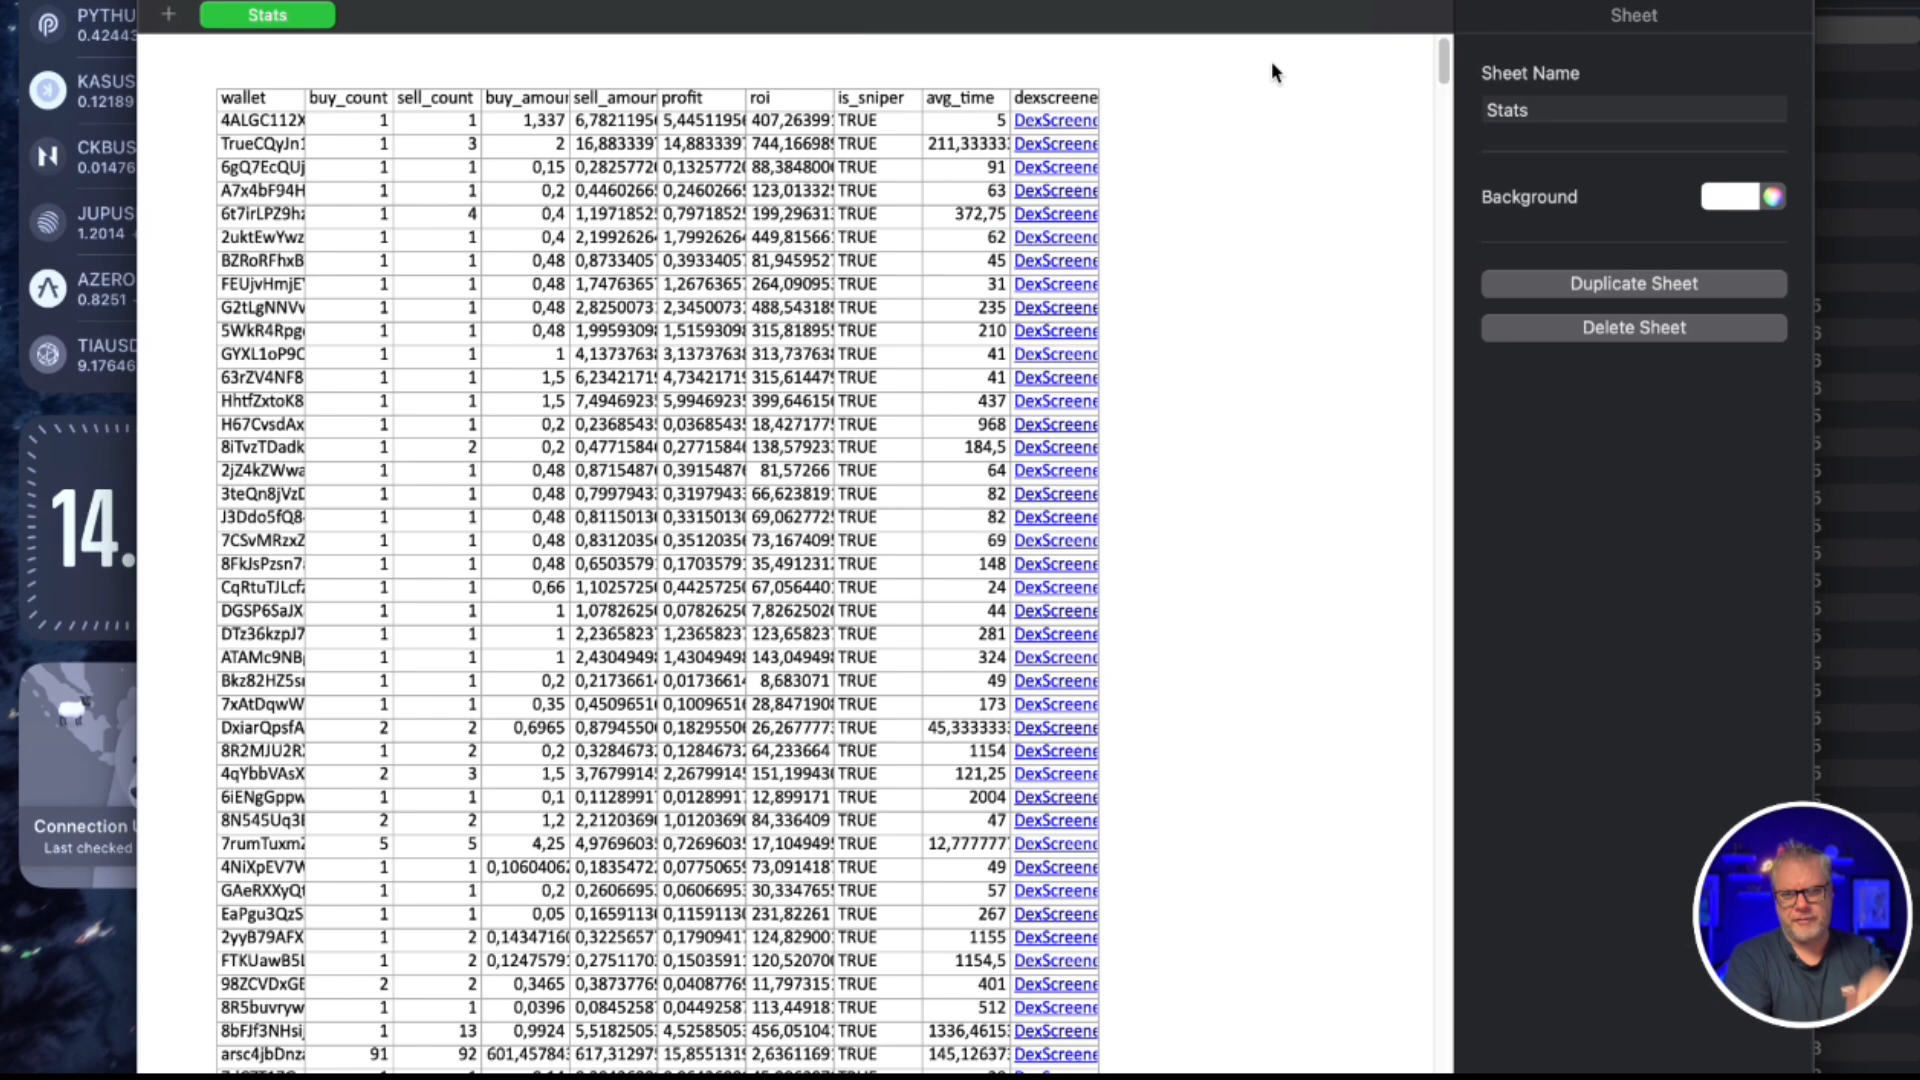 PYTHU
0.42443
KASUS
0.12189
CKBUS
0.01476
JUPUS
1.2014
AZERO
0.8251
TIAUSD
9.17646
14.
Connection
Last checked
+ Stats
wallet buy_count sell_count buy_amour sell_amour profit roi is_sniper avg_time dexscreene
4ALGC112X 1 1 1,337 6,7821195 5,4451195 407,26399 TRUE 5 DexScreene
TrueCQyJn 1 3 2 16,883339 14,883339 744,16698 TRUE 211,33333 DexScreene
6gQ7EcQUj 1 1 0,15 0,2825772 0,1325772 88,384800 TRUE 91 DexScreene
A7x4bF94H 1 1 0,2 0,4460266 0,2460266 123,01332 TRUE 63 DexScreene
6t7irLPZ9h 1 4 0,4 1,1971852 0,7971852 199,29631 TRUE 372,75 DexScreene
2uktEwYwz 1 1 0,4 2,1992626 1,7992626 449,81566 TRUE 62 DexScreene
BZRoRFhxB 1 1 0,48 0,8733405 0,3933405 81,945952 TRUE 45 DexScreene
FEUjvHmjE 1 1 0,48 1,7476365 1,2676365 264,09095 TRUE 31 DexScreene
G2tLgNNVv 1 1 0,48 2,8250073 2,3450073 488,54318 TRUE 235 DexScreene
5WkR4Rpg 1 1 0,48 1,9959309 1,5159309 315,81895 TRUE 210 DexScreene
GYXL1oP9C 1 1 1 4,1373763 3,1373763 313,73763 TRUE 41 DexScreene
63rZV4NF8 1 1 1,5 6,2342171 4,7342171 315,61447 TRUE 41 DexScreene
HhtfZxtoK8 1 1 1,5 7,4946923 5,9946923 399,64615 TRUE 437 DexScreene
H67CvsdAx 1 1 0,2 0,2368543 0,0368543 18,427177 TRUE 968 DexScreene
8iTvzTDadk 1 2 0,2 0,4771584 0,2771584 138,57923 TRUE 184,5 DexScreene
2jZ4kZWwa 1 1 0,48 0,8715487 0,3915487 81,57266 TRUE 64 DexScreene
3teQn8jVz 1 1 0,48 0,7997943 0,3197943 66,623819 TRUE 82 DexScreene
J3Ddo5fQ8 1 1 0,48 0,8115013 0,3315013 69,062772 TRUE 82 DexScreene
7CSvMRzxZ 1 1 0,48 0,8312035 0,3512035 73,167409 TRUE 69 DexScreene
8FkJsPzsn7 1 1 0,48 0,6503579 0,1703579 35,491231 TRUE 148 DexScreene
CqRtuTJLcf 1 1 0,66 1,1025725 0,4425725 67,056440 TRUE 24 DexScreene
DGSP6SaJX 1 1 1 1,0782625 0,0782625 7,8262502 TRUE 44 DexScreene
DTz36kzpJ7 1 1 1 2,2365823 1,2365823 123,65823 TRUE 281 DexScreene
ATAMc9NB 1 1 1 2,4304949 1,4304949 143,04949 TRUE 324 DexScreene
Bkz82HZ5s 1 1 0,2 0,2173661 0,0173661 8,683071 TRUE 49 DexScreene
7xAtDqwW 1 1 0,35 0,4509651 0,1009651 28,847190 TRUE 173 DexScreene
DxiarQpsfA 2 2 0,6965 0,8794550 0,1829550 26,267777 TRUE 45,333333 DexScreene
8R2MJU2R 1 2 0,2 0,3284673 0,1284673 64,233664 TRUE 1154 DexScreene
4qYbbVAsX 2 3 1,5 3,7679914 2,2679914 151,19943 TRUE 121,25 DexScreene
6iENgGppw 1 1 0,1 0,1128991 0,0128991 12,899171 TRUE 2004 DexScreene
8N545Uq3 2 2 1,2 2,2120369 1,0120369 84,336409 TRUE 47 DexScreene
7rumTuxm 5 5 4,25 4,9769603 0,7269603 17,104949 TRUE 12,777777 DexScreene
4NiXpEV7V 1 1 0,1060406 0,1835472 0,0775065 73,091418 TRUE 49 DexScreene
GAeRXXyQ 1 1 0,2 0,2606695 0,0606695 30,334765 TRUE 57 DexScreene
EaPgu3QzS 1 1 0,05 0,1659113 0,1159113 231,82261 TRUE 267 DexScreene
2yyB79AFX 1 2 0,1434716 0,3225657 0,1790941 124,82900 TRUE 1155 DexScreene
FTKUawB5 1 2 0,1247579 0,2751170 0,1503591 120,52070 TRUE 1154,5 DexScreene
98ZCVDxG 2 2 0,3465 0,3873776 0,0408776 11,797315 TRUE 401 DexScreene
8R5buvryw 1 1 0,0396 0,0845258 0,0449258 113,44918 TRUE 512 DexScreene
8bFJf3NHsi 1 13 0,9924 5,5182505 4,5258505 456,05104 TRUE 1336,4615 DexScreene
arsc4jbDnz 91 92 601,45784 617,31297 15,855131 2,6361169 TRUE 145,12637 DexScreene
Sheet
Sheet Name
Stats
Background
Duplicate Sheet
Delete Sheet